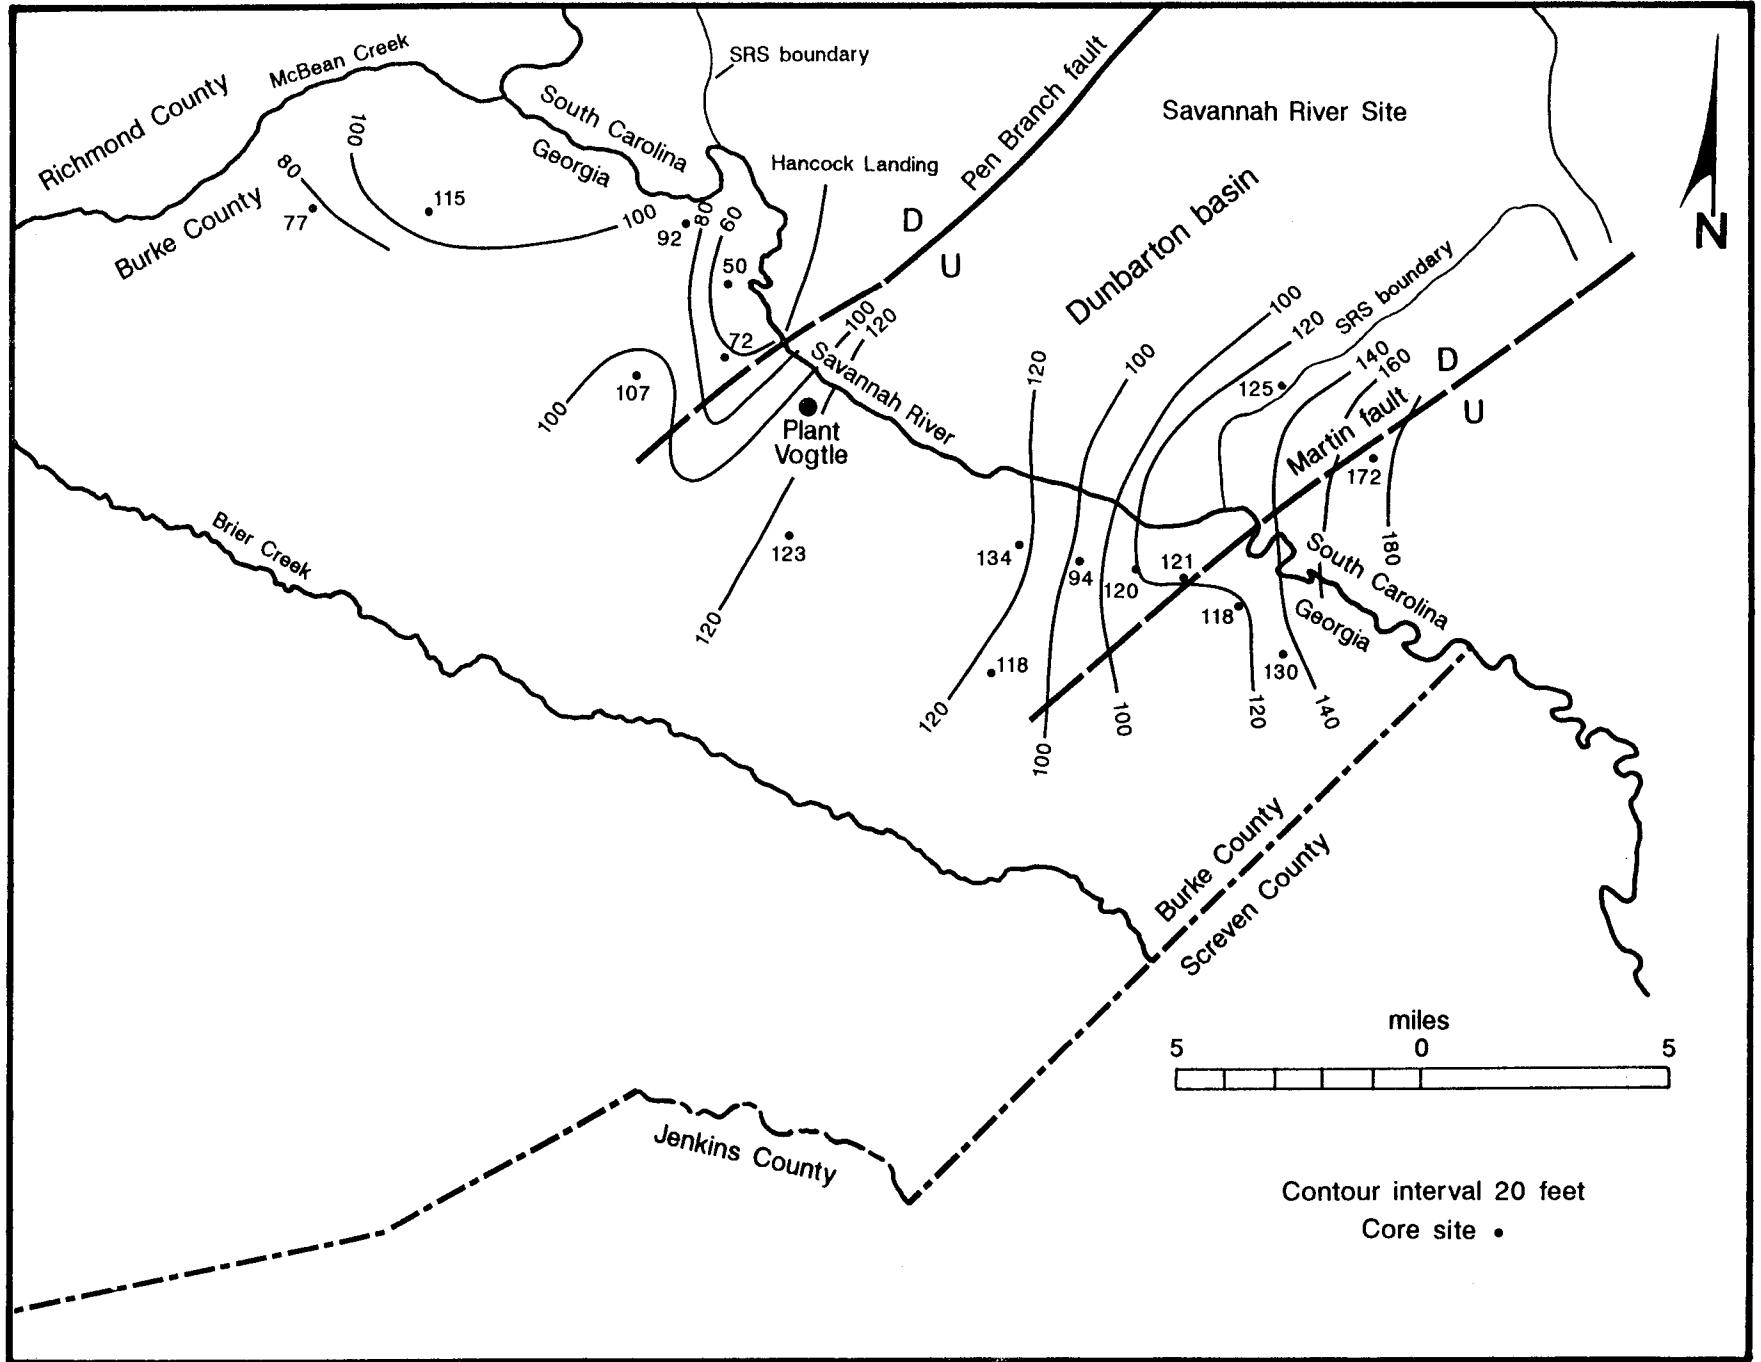 McBean Creek
Richmond County
SRS boundary
Pen Branch fault
Savannah River Site
South Carolina
Georgia
Hancock Landing
100
80
77
115
Burke County
100
92
80
60
50
D
U
Dunbarton basin
SRS boundary
N
72
100
120
Savannah River
107
100
Plant
Vogtle
120
100
100
120
125
140
160
D
U
Martin fault
172
180
123
120
134
94
120
121
118
South Carolina
Georgia
130
118
120
100
100
120
140
Brier Creek
Burke County
Screven County
miles
5
0
5
Jenkins County
Contour interval 20 feet
Core site